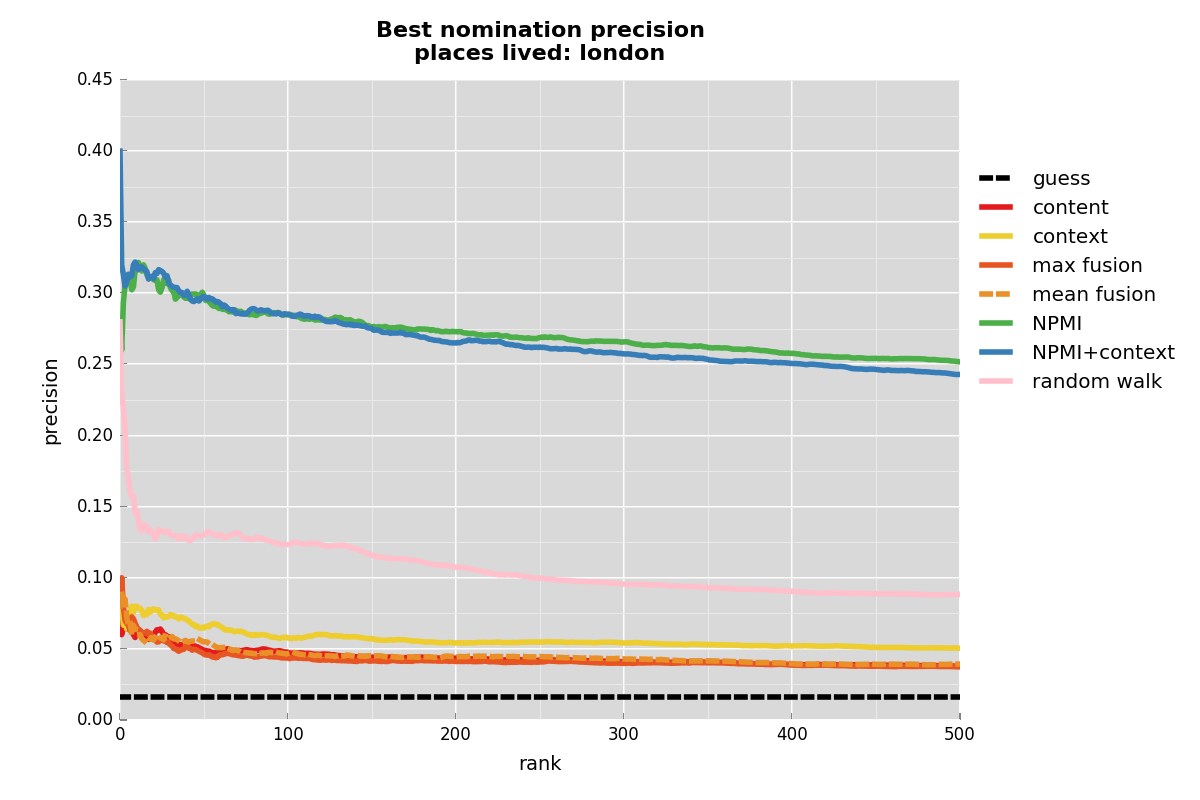 Best nomination precision
places lived: london
precision
0.45
0.40
0.35
0.30
0.25
0.20
0.15
0.10
0.05
0.00
0
100
200
300
400
500
rank
guess
content
context
max fusion
mean fusion
NPMI
NPMI+context
random walk